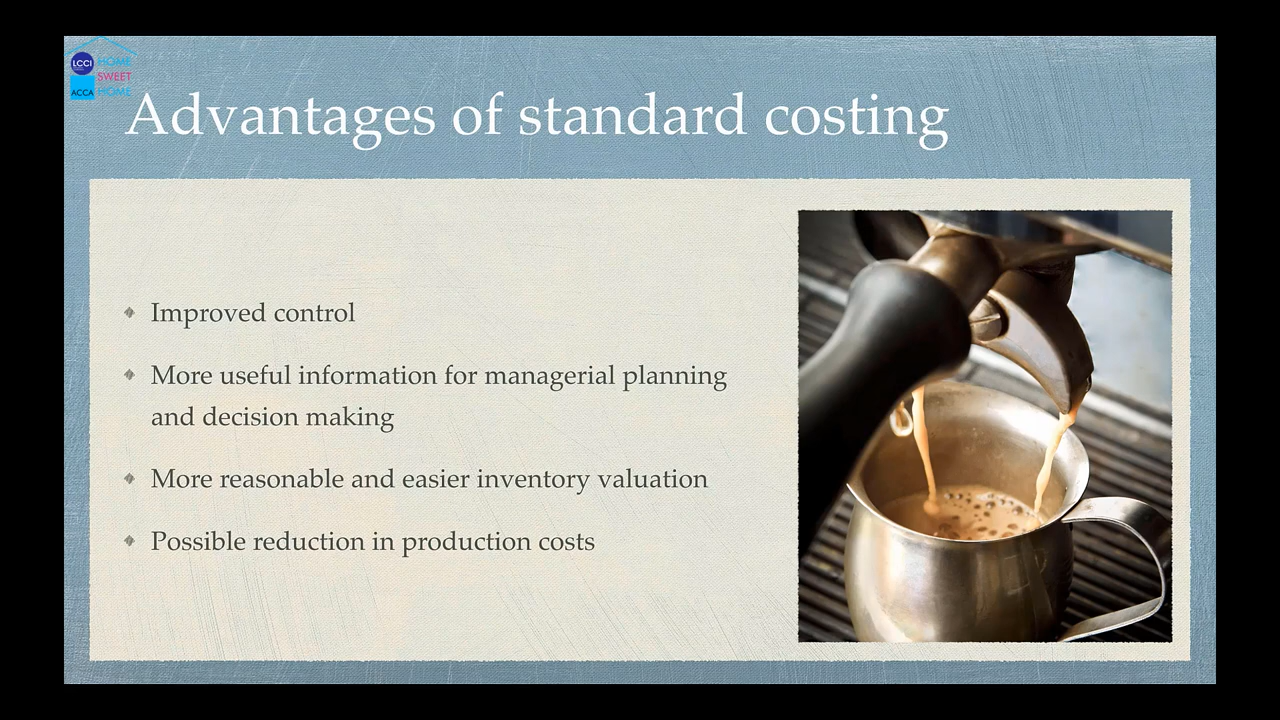 LCCI HOME
SWEET
ACCA HOME
Advantages of standard costing
Improved control
More useful information for managerial planning
and decision making
More reasonable and easier inventory valuation
Possible reduction in production costs